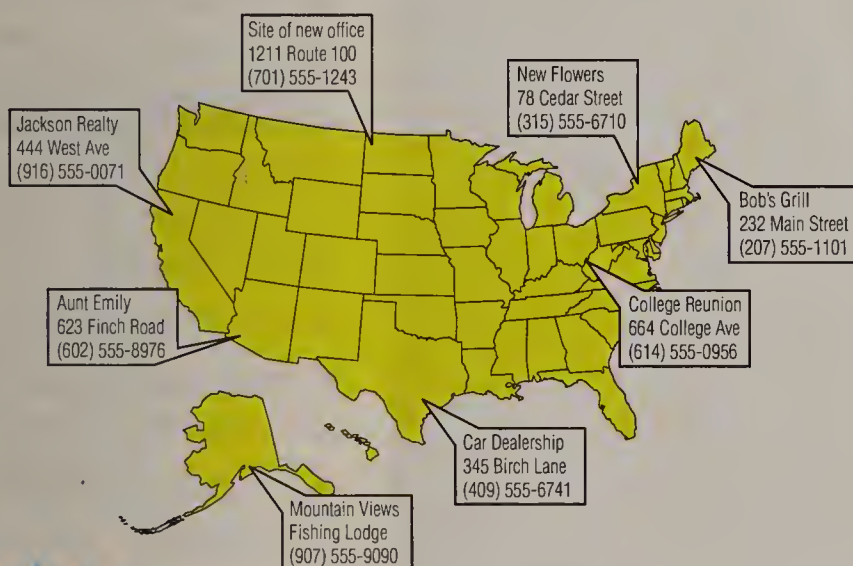 Site of new office
1211 Route 100
(701) 555-1243
New Flowers
78 Cedar Street
(315) 555-6710
Jackson Realty
444 West Ave
(916) 555-0071
Bob's Grill
232 Main Street
(207) 555-1101
Aunt Emily
623 Finch Road
(602) 555-8976
College Reunion
664 College Ave
(614) 555-0956
Car Dealership
345 Birch Lane
(409) 555-6741
Mountain Views
Fishing Lodge
(907) 555-9090